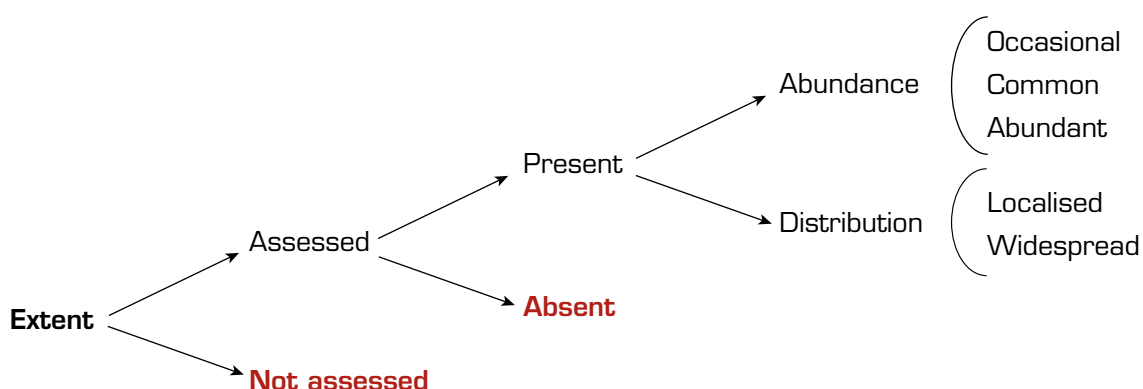 Extent
Assessed
Not assessed
Present
Absent
Abundance
Occasional
Common
Abundant
Distribution
Localised
Widespread